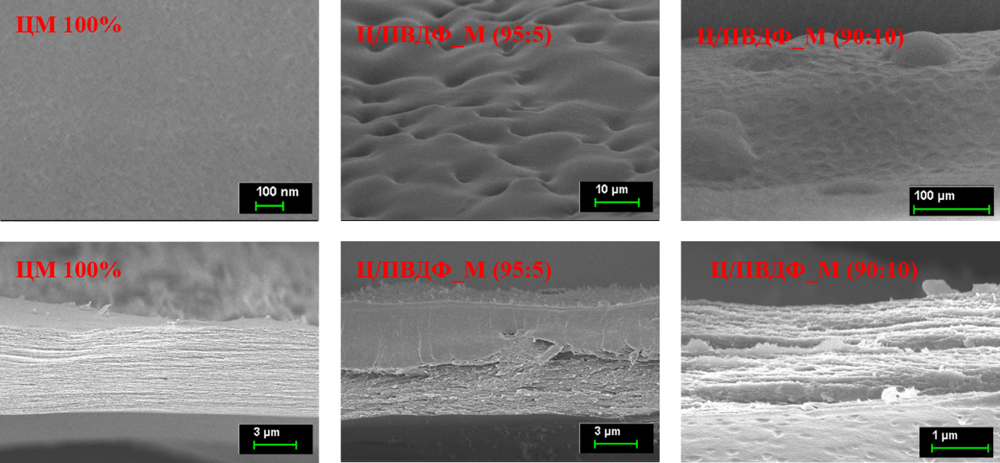 ЦМ 100%
Ц/ПВДФ_М (95:5)
Ц/ПВДФ_М (90:10)
100 nm
10 µm
100 µm
ЦМ 100%
Ц/ПВДФ_М (95:5)
Ц/ПВДФ_М (90:10)
3 µm
3 µm
1 µm